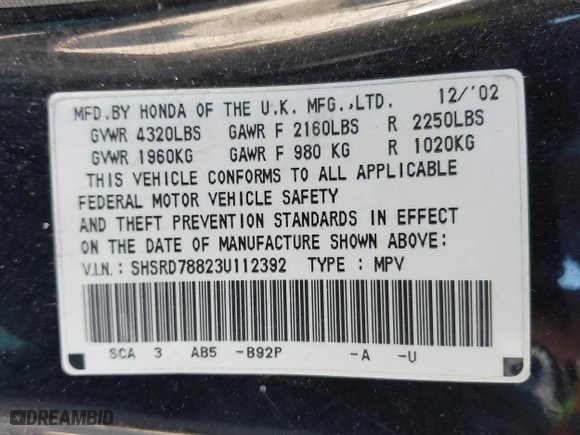 MFD.BY HONDA OF THE U.K. MFG.,LTD. 12/'02
GVWR 4320LBS GAWR F 2160LBS R 2250LBS
GVWR 1960KG GAWR F 980 KG R 1020KG
THIS VEHICLE CONFORMS TO ALL APPLICABLE
FEDERAL MOTOR VEHICLE SAFETY
AND THEFT PREVENTION STANDARDS IN EFFECT
ON THE DATE OF MANUFACTURE SHOWN ABOVE:
V.I.N.: SHSRD78823U112392 TYPE : MPV
SCA 3 AB5 -B92P -A -U
DREAMBID